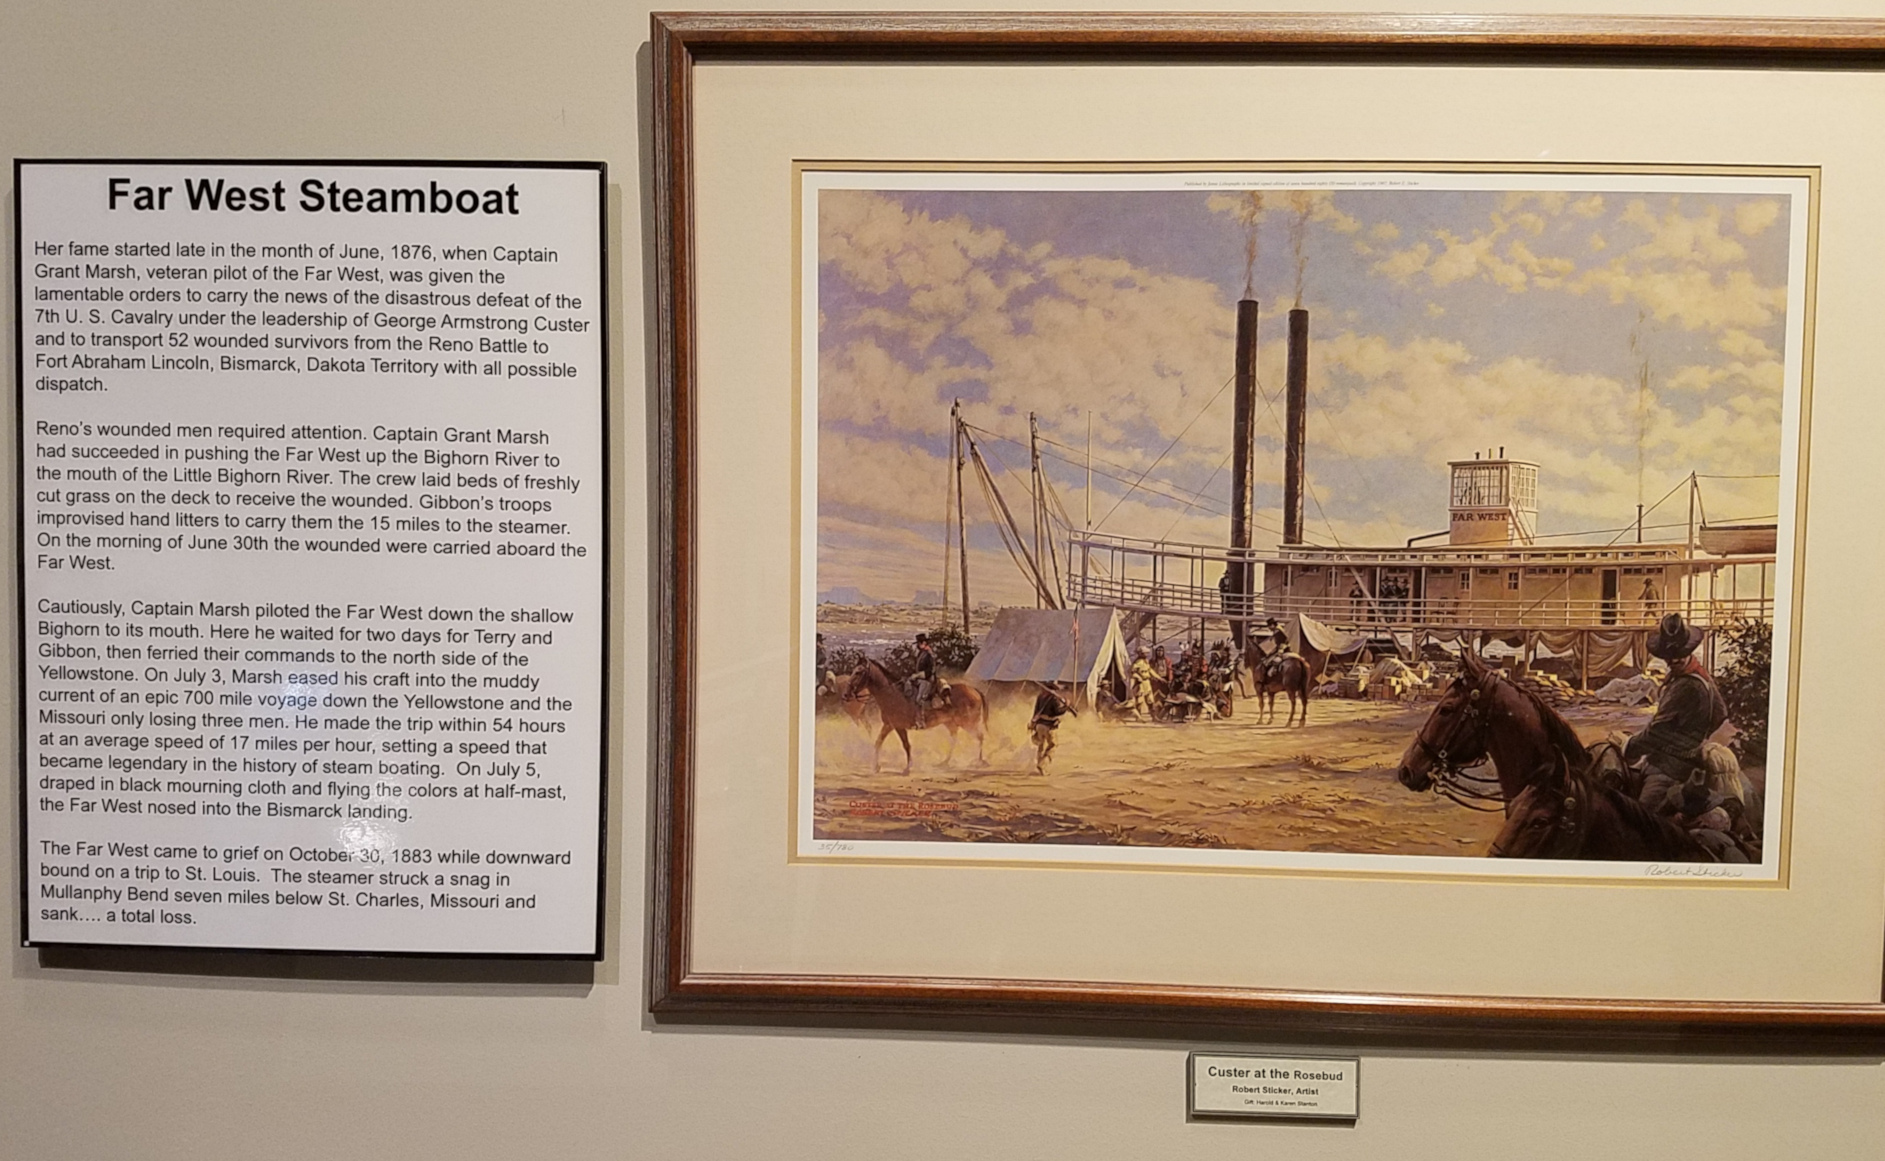 Far West Steamboat
Her fame started late in the month of June, 1876, when Captain
Grant Marsh, veteran pilot of the Far West, was given the
lamentable orders to carry the news of the disastrous defeat of the
7th U. S. Cavalry under the leadership of George Armstrong Custer
and to transport 52 wounded survivors from the Reno Battle to
Fort Abraham Lincoln, Bismarck, Dakota Territory with all possible
dispatch.
Reno's wounded men required attention. Captain Grant Marsh
had succeeded in pushing the Far West up the Bighorn River to
the mouth of the Little Bighorn River. The crew laid beds of freshly
cut grass on the deck to receive the wounded. Gibbon's troops
improvised hand litters to carry them the 15 miles to the steamer.
On the morning of June 30th the wounded were carried aboard the
Far West.
Cautiously, Captain Marsh piloted the Far West down the shallow
Bighorn to its mouth. Here he waited for two days for Terry and
Gibbon, then ferried their commands to the north side of the
Yellowstone. On July 3, Marsh eased his craft into the muddy
current of an epic 700 mile voyage down the Yellowstone and the
Missouri only losing three men. He made the trip within 54 hours
at an average speed of 17 miles per hour, setting a speed that
became legendary in the history of steam boating.  On July 5,
draped in black mourning cloth and flying the colors at half-mast,
the Far West nosed into the Bismarck landing.
The Far West came to grief on October 30, 1883 while downward
bound on a trip to St. Louis.  The steamer struck a snag in
Mullanphy Bend seven miles below St. Charles, Missouri and
sank.... a total loss.
FAR WEST
CUSTER AT THE ROSEBUD
Robert Sticker
Custer at the Rosebud
Robert Sticker, Artist
Gift: Harold & Karen Stanton